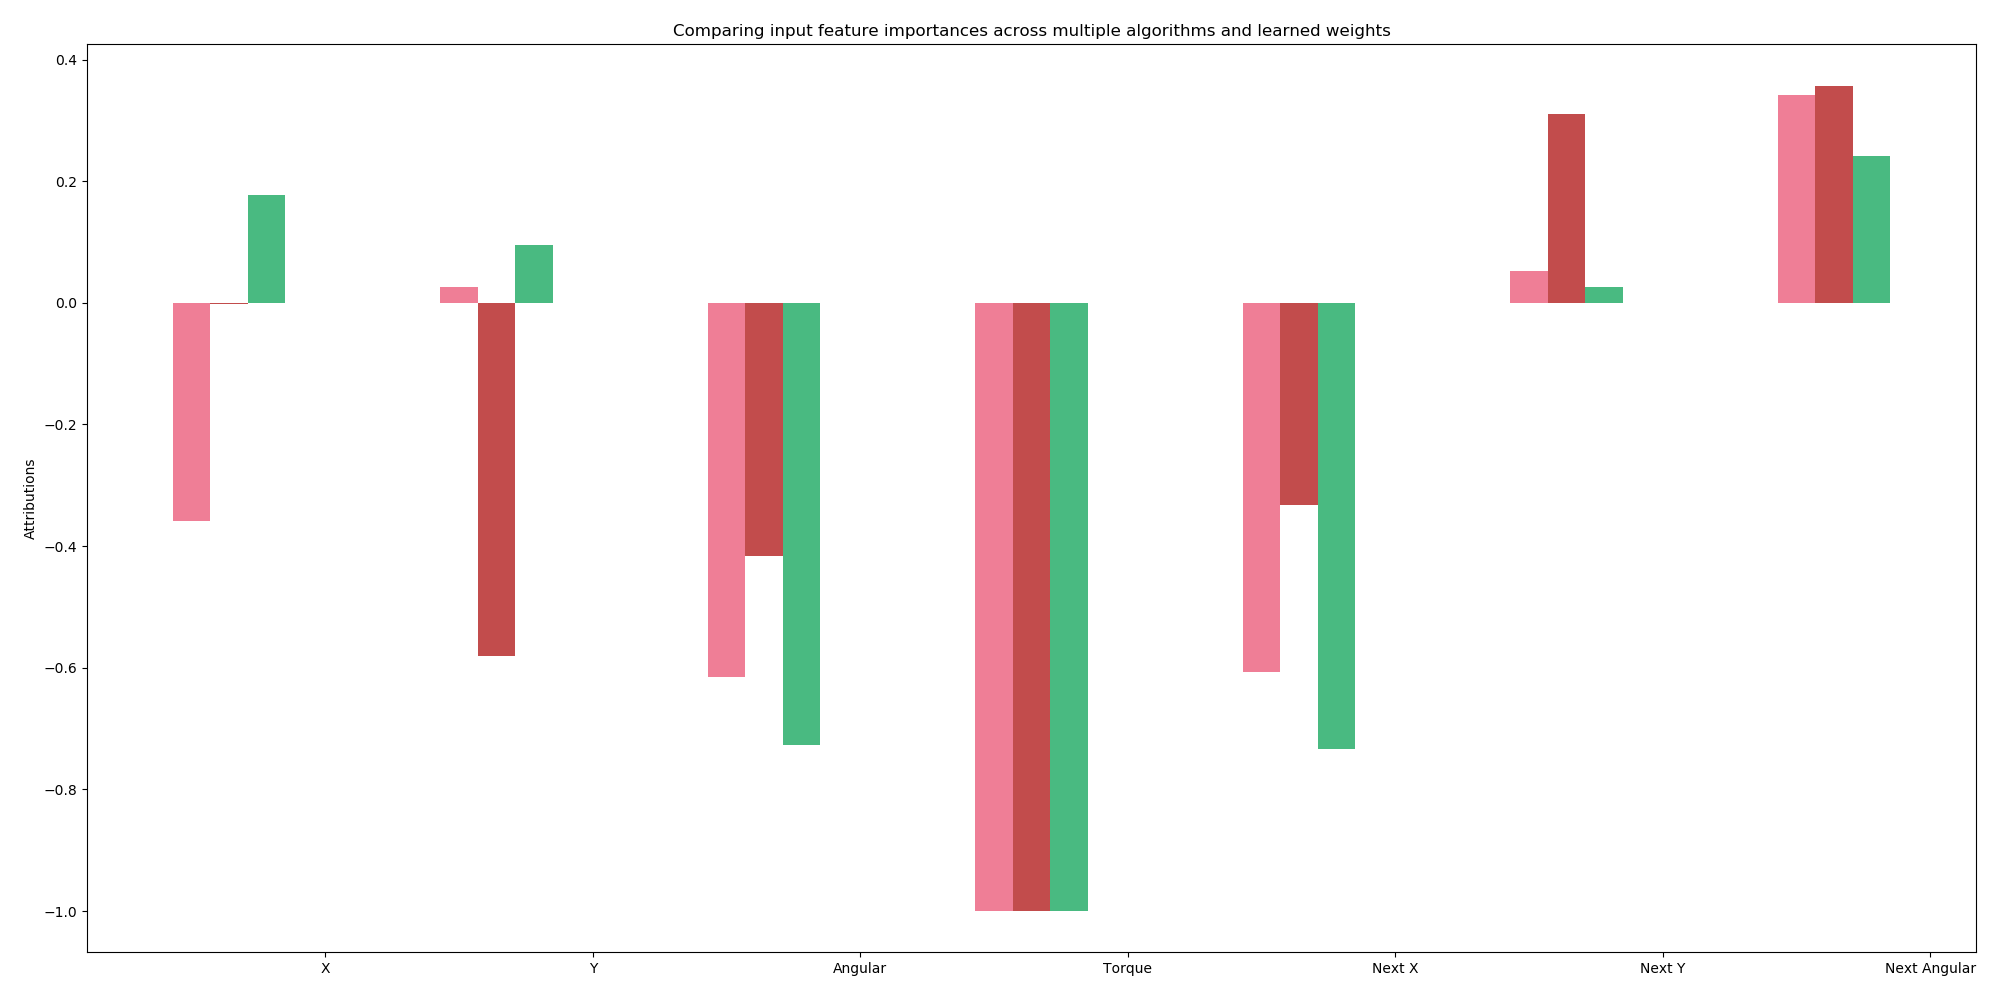 Comparing input feature importances across multiple algorithms and learned weights
0.4
0.2
0.0
−0.2
−0.4
−0.6
−0.8
−1.0
Attributions
X Y Angular Torque Next X Next Y Next Angular